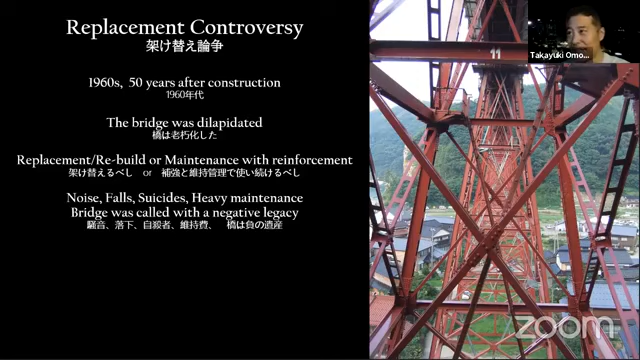 Replacement Controversy
架け替え論争
1960s, 50 years after construction
1960年代
The bridge was dilapidated
橋は老朽化した
Replacement/Re-build or Maintenance with reinforcement
架け替えるべし or 補強と維持管理で使い続けるべし
Noise, Falls, Suicides, Heavy maintenance
Bridge was called with a negative legacy
騒音、落下、自殺者、維持費、 橋は負の遺産
11
Takayuki Omo...
zoom